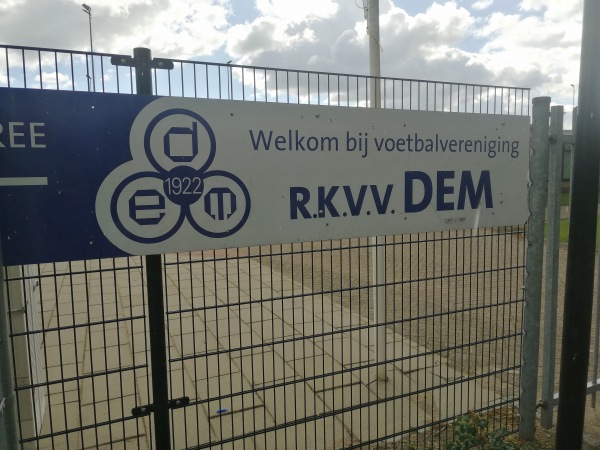 REE
d
1922
e m
Welkom bij voetbalvereniging
R.K.V.V. DEM